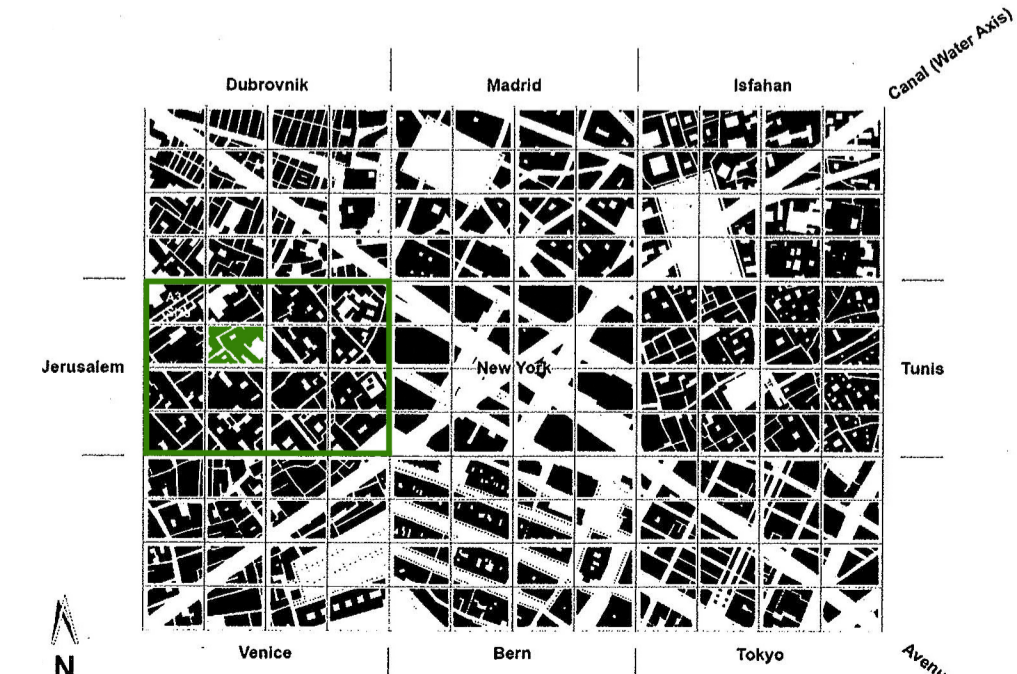 Canal (Water Axis)
Dubrovnik
Madrid
Isfahan
Jerusalem
New York
Tunis
Venice
Bern
Tokyo
N